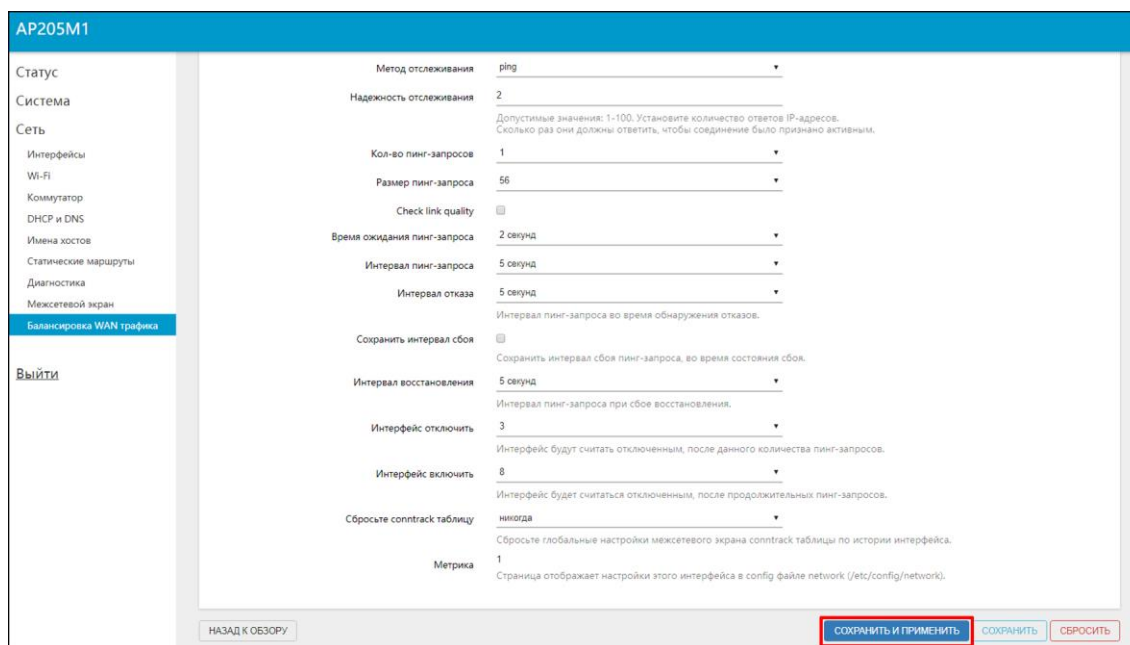 AP205M1
Статус
Система
Сеть
Интерфейсы
Wi-Fi
Коммутатор
DHCP и DNS
Имена хостов
Статические маршруты
Диагностика
Межсетевой экран
Балансировка WAN трафика
Выйти
Метод отслеживания ping
Надежность отслеживания 2
Допустимые значения: 1-100. Установите количество ответов IP-адресов.
Сколько раз они должны ответить, чтобы соединение было признано активным.
Кол-во пинг-запросов 1
Размер пинг-запроса 56
Check link quality
Время ожидания пинг-запроса 2 секунд
Интервал пинг-запроса 5 секунд
Интервал отказа 5 секунд
Интервал пинг-запроса во время обнаружения отказов.
Сохранить интервал сбоя
Сохранить интервал сбоя пинг-запроса, во время состояния сбоя.
Интервал восстановления 5 секунд
Интервал пинг-запроса при сбое восстановления.
Интерфейс отключить 3
Интерфейс будут считать отключенным, после данного количества пинг-запросов.
Интерфейс включить 8
Интерфейс будет считаться отключенным, после продолжительных пинг-запросов.
Сбросьте conntrack таблицу никогда
Сбросьте глобальные настройки межсетевого экрана conntrack таблицы по истории интерфейса.
Метрика 1
Страница отображает настройки этого интерфейса в config файле network (/etc/config/network).
НАЗАД К ОБЗОРУ СОХРАНИТЬ И ПРИМЕНИТЬ СОХРАНИТЬ СБРОСИТЬ